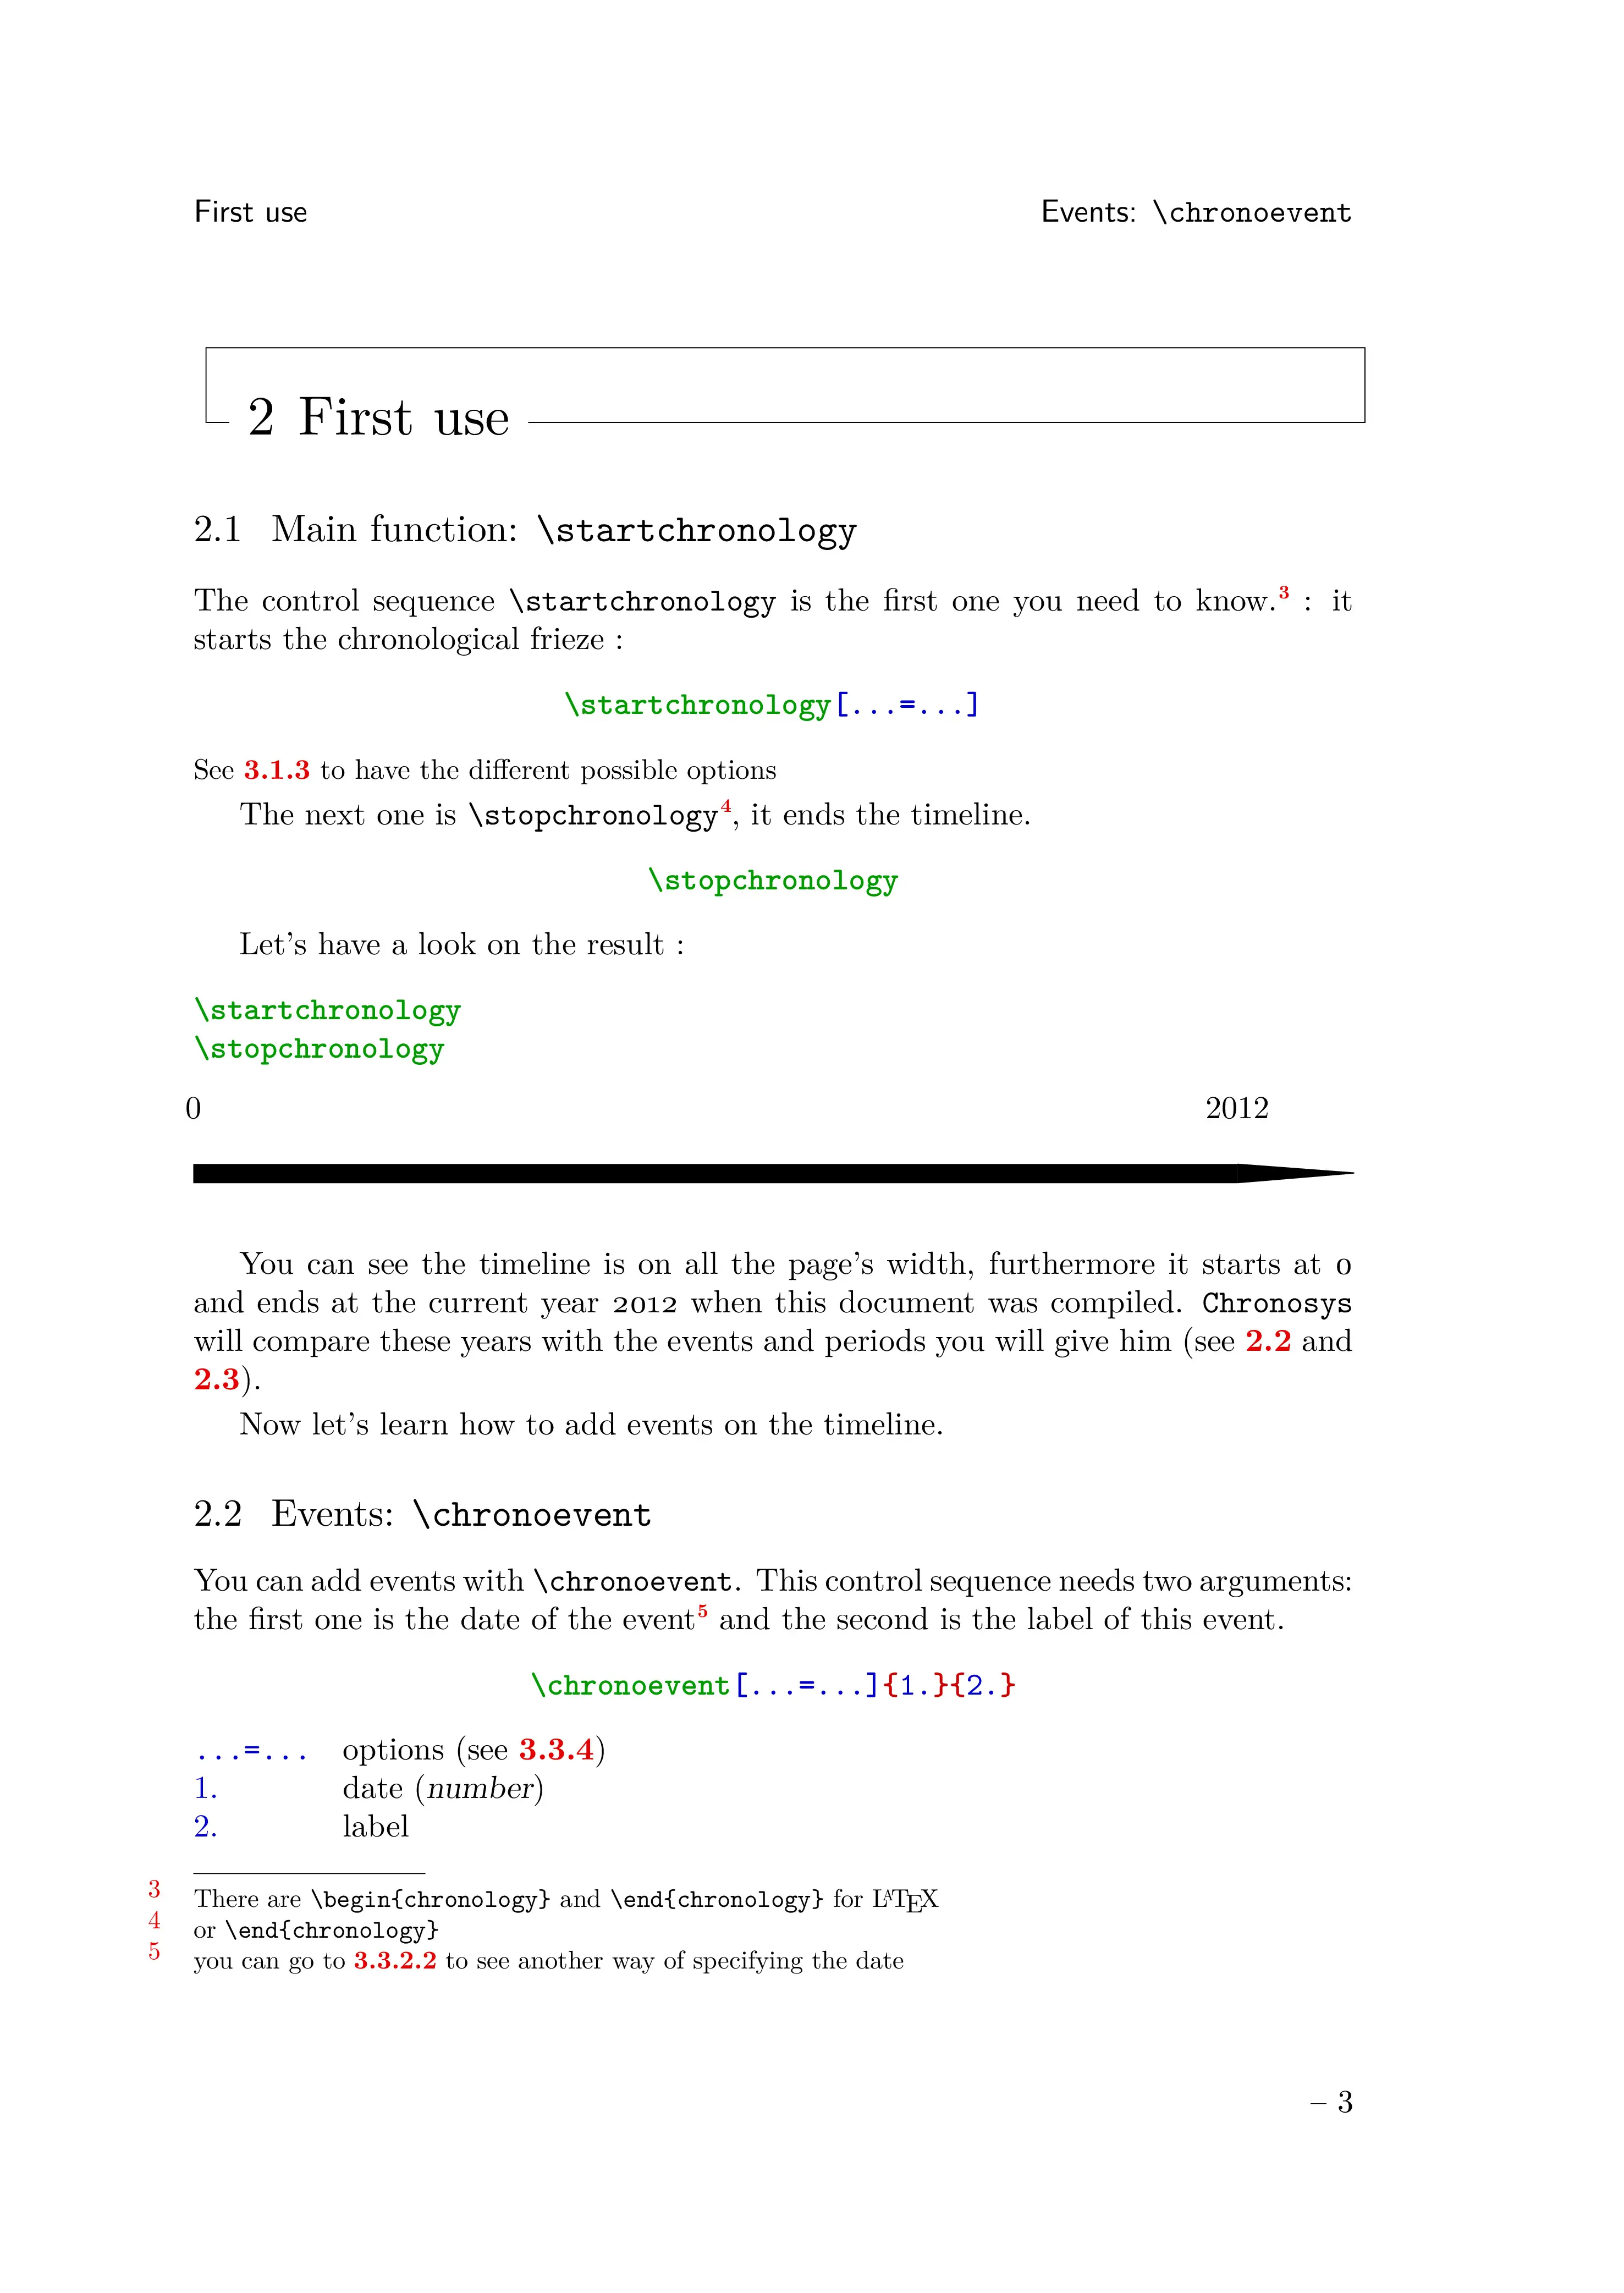 First use Events: \chronoevent
2 First use
2.1 Main function: \startchronology
The control sequence \startchronology is the first one you need to know.3 : it
starts the chronological frieze :
\startchronology[...=...]
See 3.1.3 to have the different possible options
The next one is \stopchronology4, it ends the timeline.
\stopchronology
Let's have a look on the result :
\startchronology
\stopchronology
0 2012
You can see the timeline is on all the page's width, furthermore it starts at 0
and ends at the current year 2012 when this document was compiled. Chronosys
will compare these years with the events and periods you will give him (see 2.2 and
2.3).
Now let's learn how to add events on the timeline.
2.2 Events: \chronoevent
You can add events with \chronoevent. This control sequence needs two arguments:
the first one is the date of the event5 and the second is the label of this event.
\chronoevent[...=...]{1.}{2.}
...=... options (see 3.3.4)
1. date (number)
2. label
3 There are \begin{chronology} and \end{chronology} for LATEX
4 or \end{chronology}
5 you can go to 3.3.2.2 to see another way of specifying the date
– 3